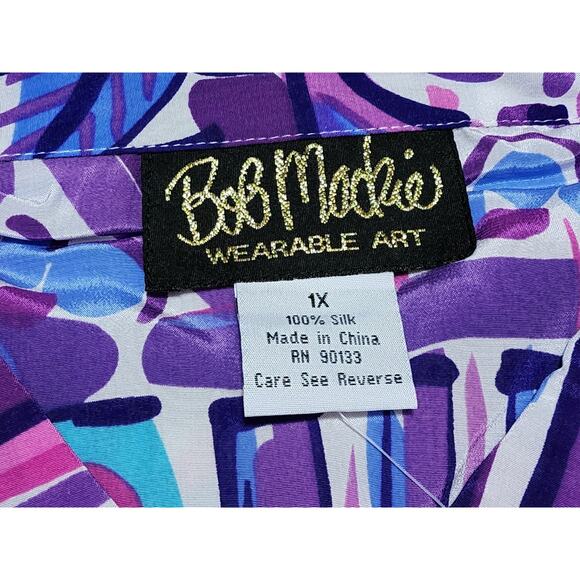 Bob Mackie
WEARABLE ART
1X
100% Silk
Made in China
RN 90133
Care See Reverse